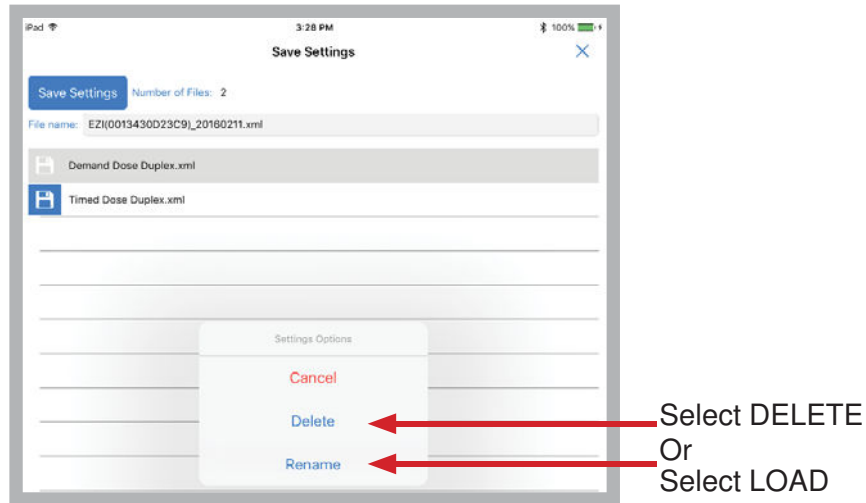 iPad 3:28 PM 100%
Save Settings
Save Settings Number of Files: 2
File name: EZI(0013430D23C9)_20160211.xml
Demand Dose Duplex.xml
Timed Dose Duplex.xml
Settings Options
Cancel
Delete
Rename
Select DELETE
Or
Select LOAD